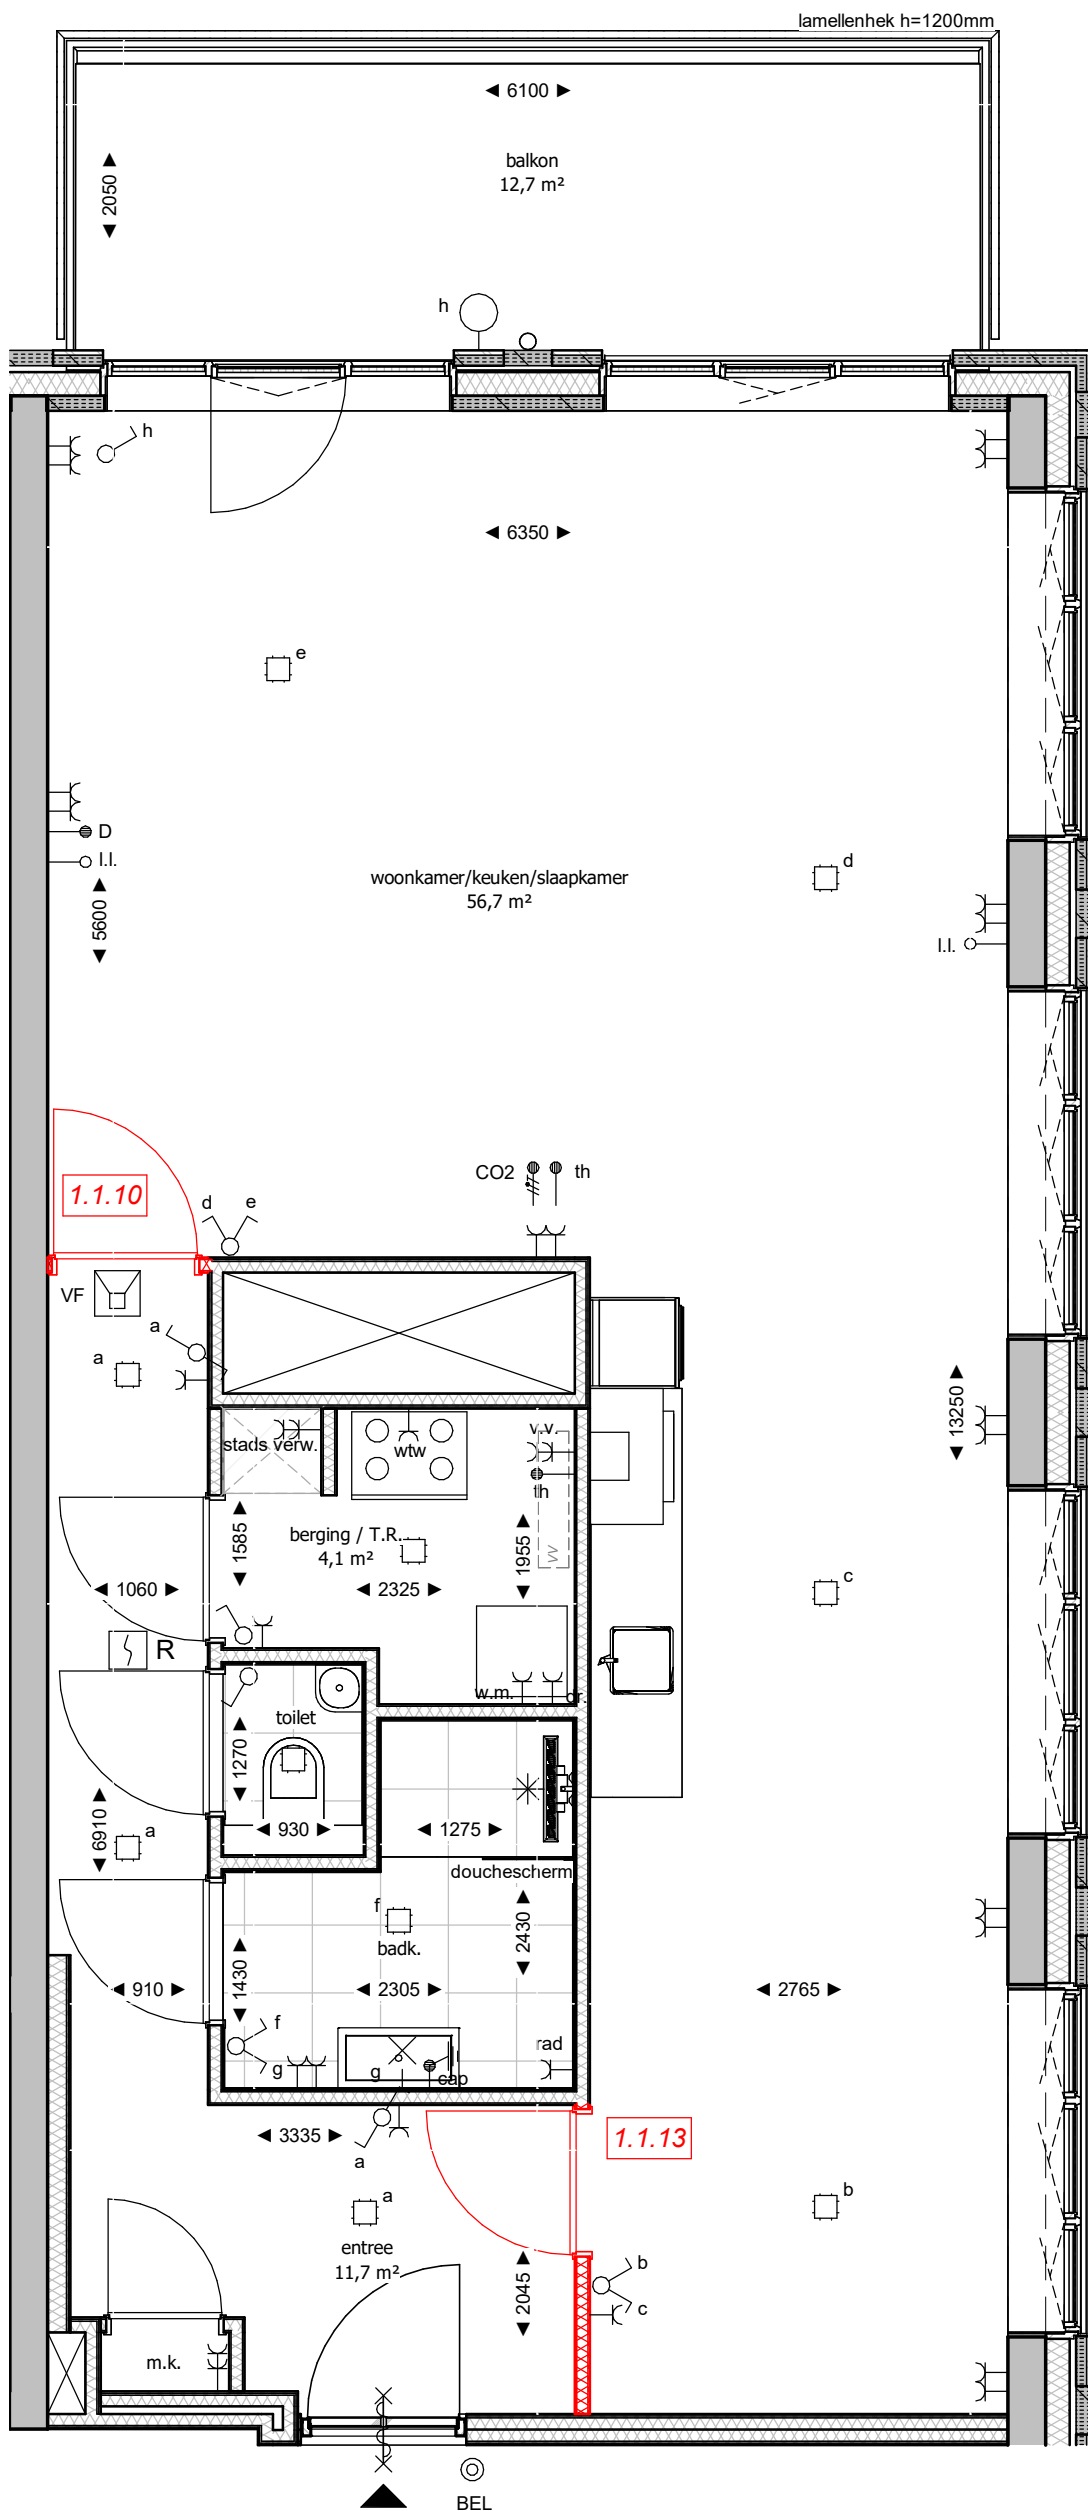 lamellenhek h=1200mm
◄ 6100 ►
balkon
12,7 m²
◄ 2050 ►
h
h
◄ 6350 ►
e
D
l.l.
woonkamer/keuken/slaapkamer
56,7 m²
d
◄ 5600 ►
l.l.
1.1.10
CO2
th
d
e
VF
a
a
◄ 13250 ►
stads verw.
wtw
v.v.
th
vv
berging / T.R.
4,1 m²
◄ 1585 ►
◄ 1955 ►
◄ 1060 ►
◄ 2325 ►
c
R
w.m.
dr.
toilet
◄ 1270 ►
◄ 6910 ►
a
◄ 930 ►
◄ 1275 ►
douchescherm
f
badk.
◄ 2430 ►
◄ 1430 ►
◄ 910 ►
◄ 2305 ►
◄ 2765 ►
f
g
g
cap
rad
◄ 3335 ►
a
1.1.13
a
b
entree
11,7 m²
◄ 2045 ►
b
c
m.k.
BEL